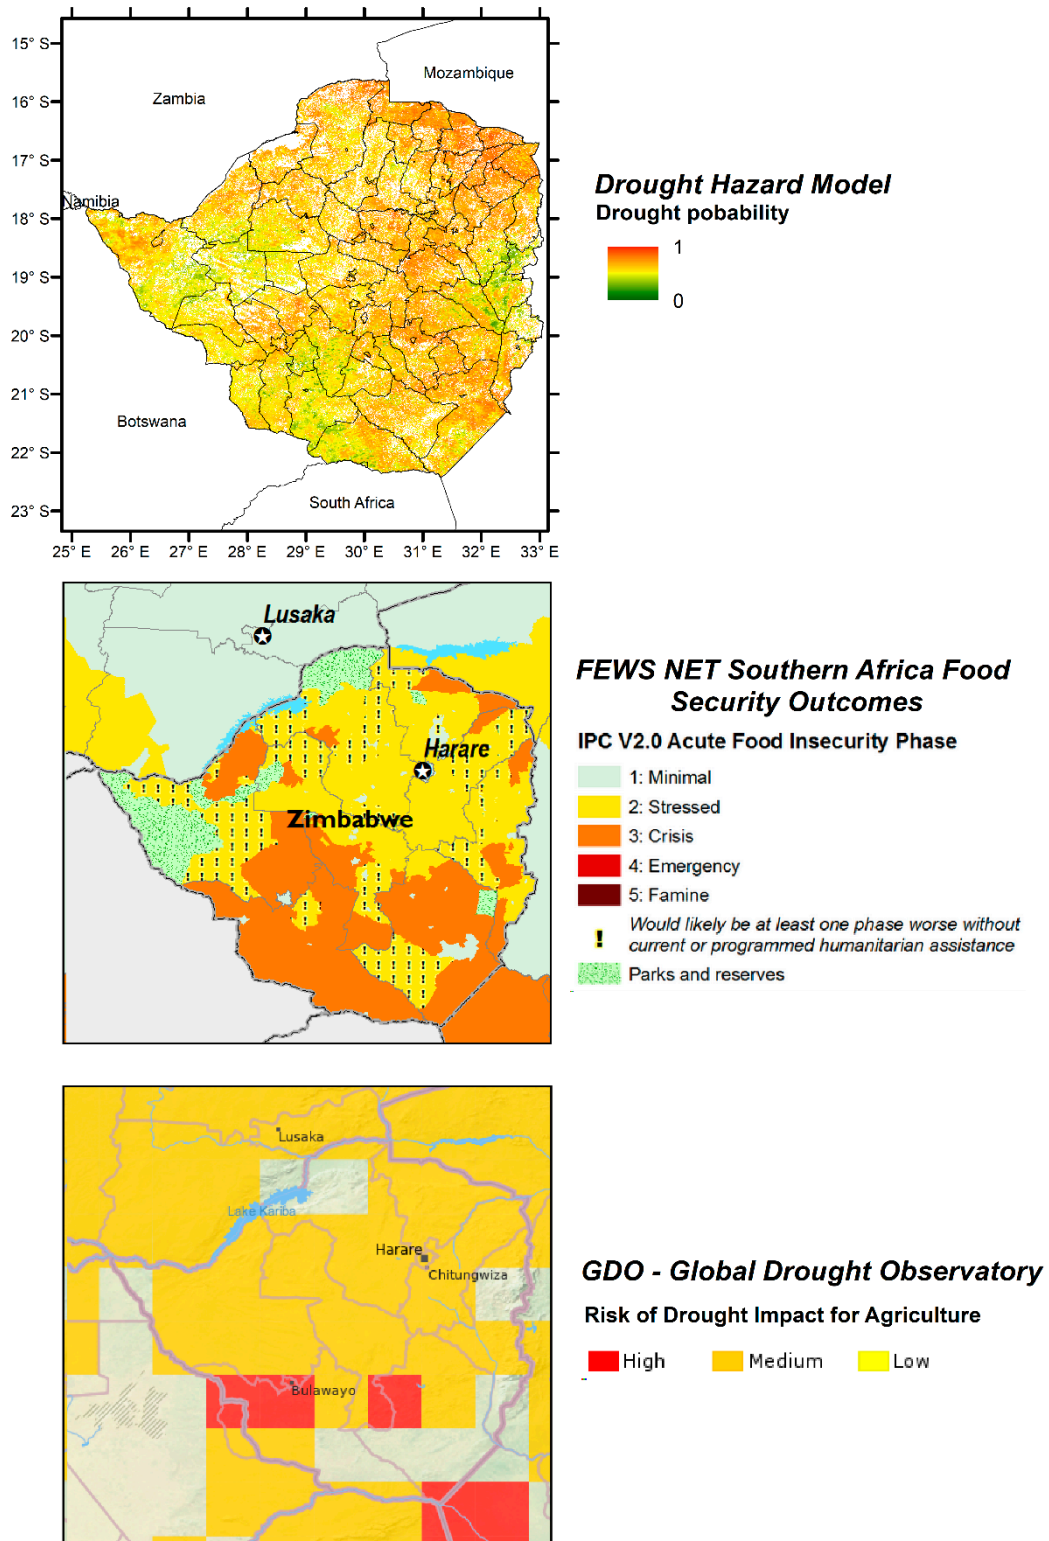 15° S
16° S
17° S
18° S
19° S
20° S
21° S
22° S
23° S
25° E 26° E 27° E 28° E 29° E 30° E 31° E 32° E 33° E
Mozambique
Zambia
Namibia
Botswana
South Africa
Drought Hazard Model
Drought pobability
1
0
Lusaka
Harare
Zimbabwe
FEWS NET Southern Africa Food
Security Outcomes
IPC V2.0 Acute Food Insecurity Phase
1: Minimal
2: Stressed
3: Crisis
4: Emergency
5: Famine
! Would likely be at least one phase worse without
current or programmed humanitarian assistance
Parks and reserves
Lusaka
Lake Kariba
Harare
Chitungwiza
Bulawayo
GDO - Global Drought Observatory
Risk of Drought Impact for Agriculture
High Medium Low